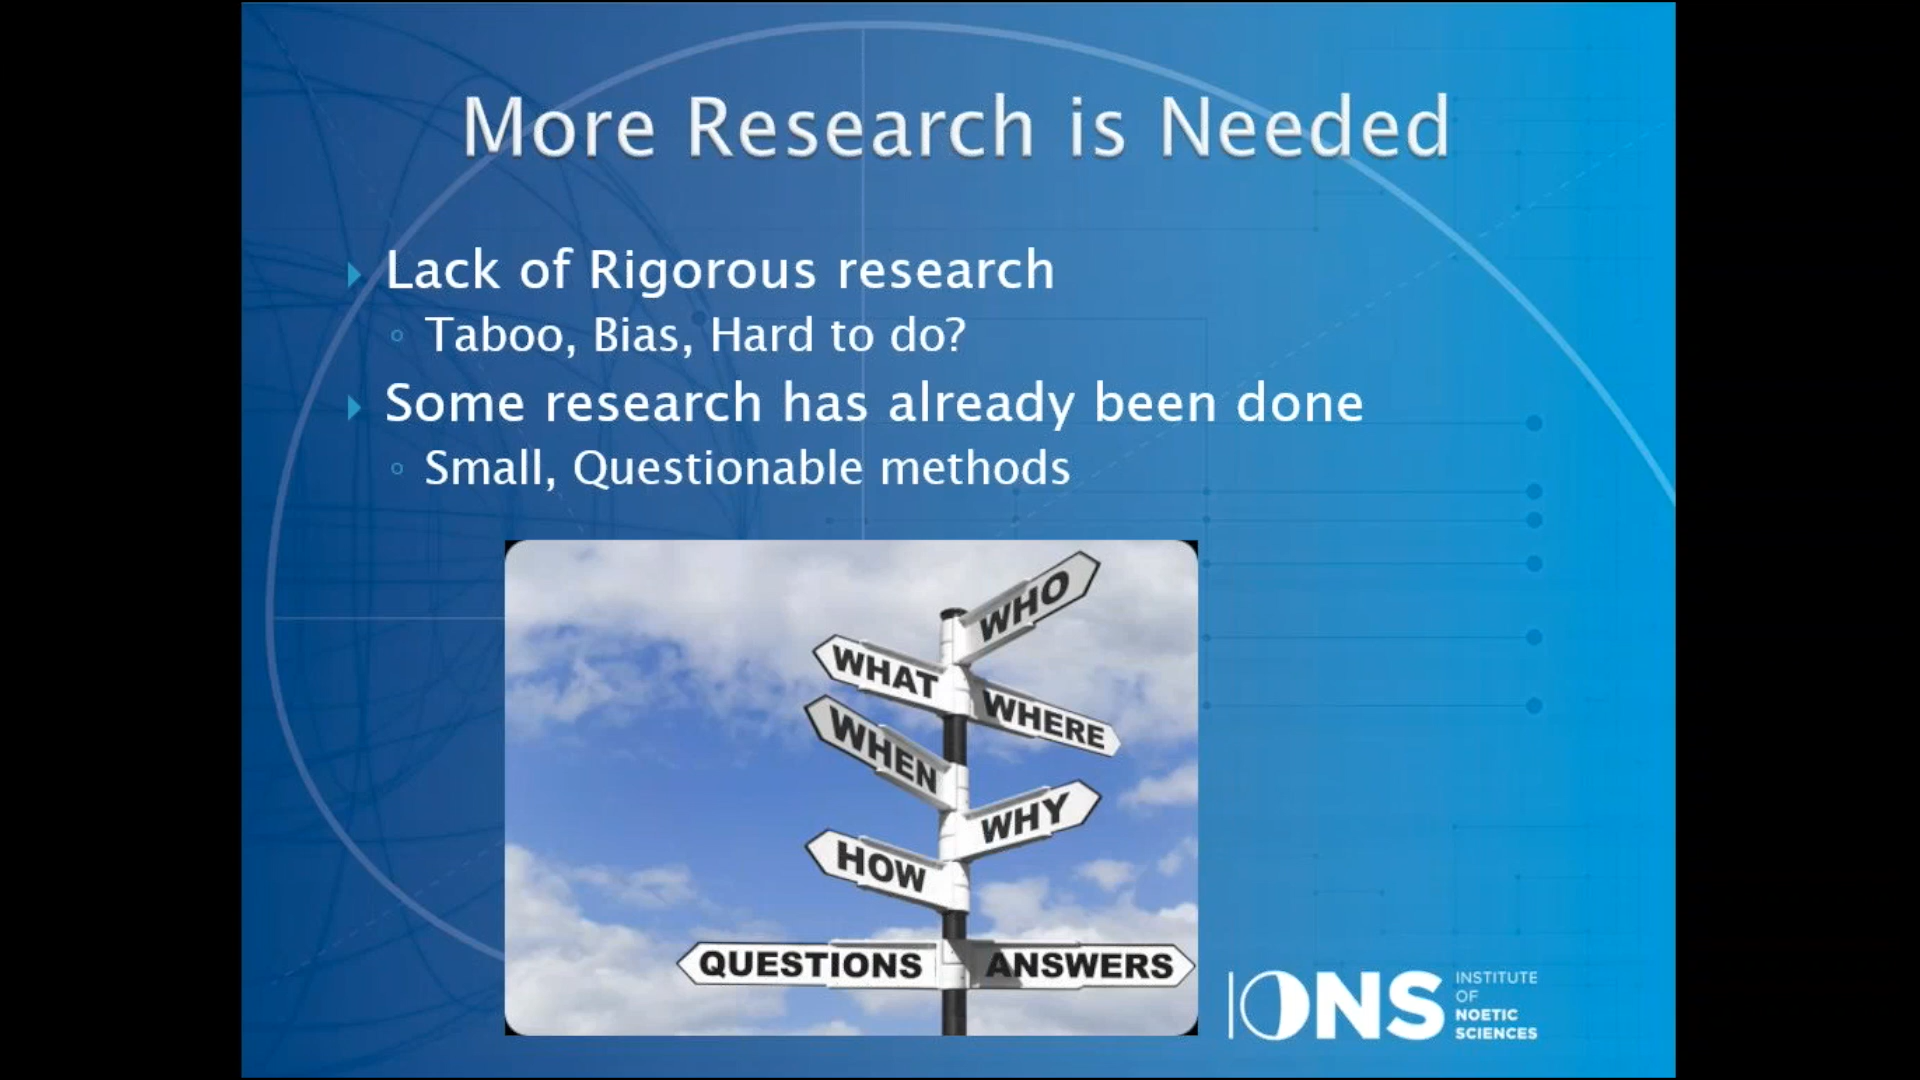 More Research is Needed
Lack of Rigorous research
Taboo, Bias, Hard to do?
Some research has already been done
Small, Questionable methods
WHO
WHAT
WHERE
WHEN
WHY
HOW
QUESTIONS
ANSWERS
IONS
INSTITUTE
OF
NOETIC
SCIENCES